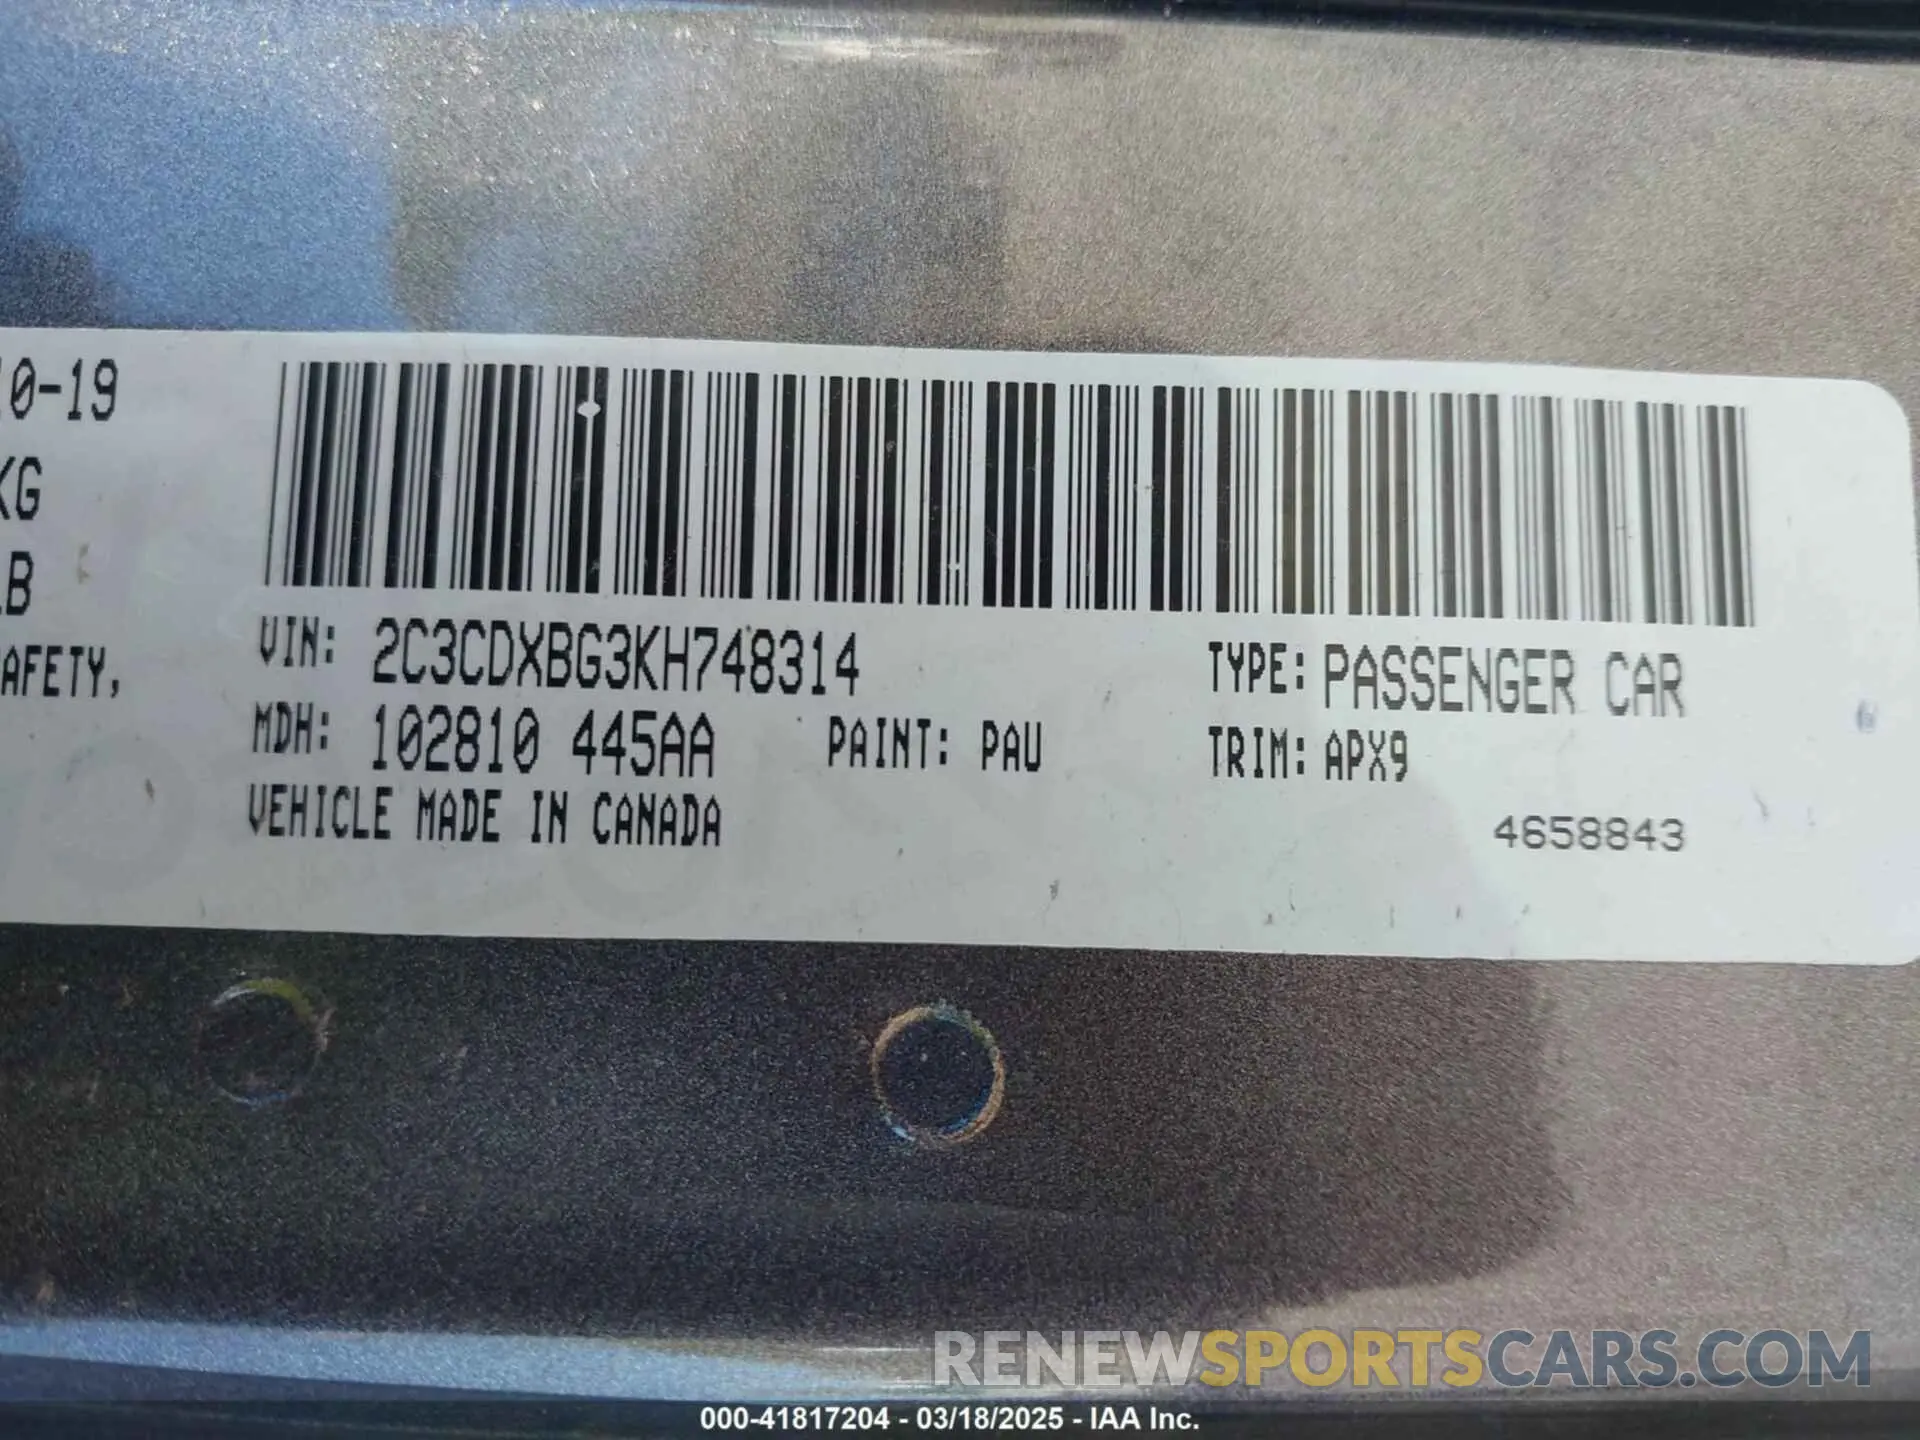 10-19
KG
LB
AFETY,
VIN: 2C3CDXBG3KH748314
TYPE: PASSENGER CAR
MDH: 102810 445AA
PAINT: PAU
TRIM: APX9
VEHICLE MADE IN CANADA
4658843
RENEWSPORTSCARS.COM
000-41817204 - 03/18/2025 - IAA Inc.